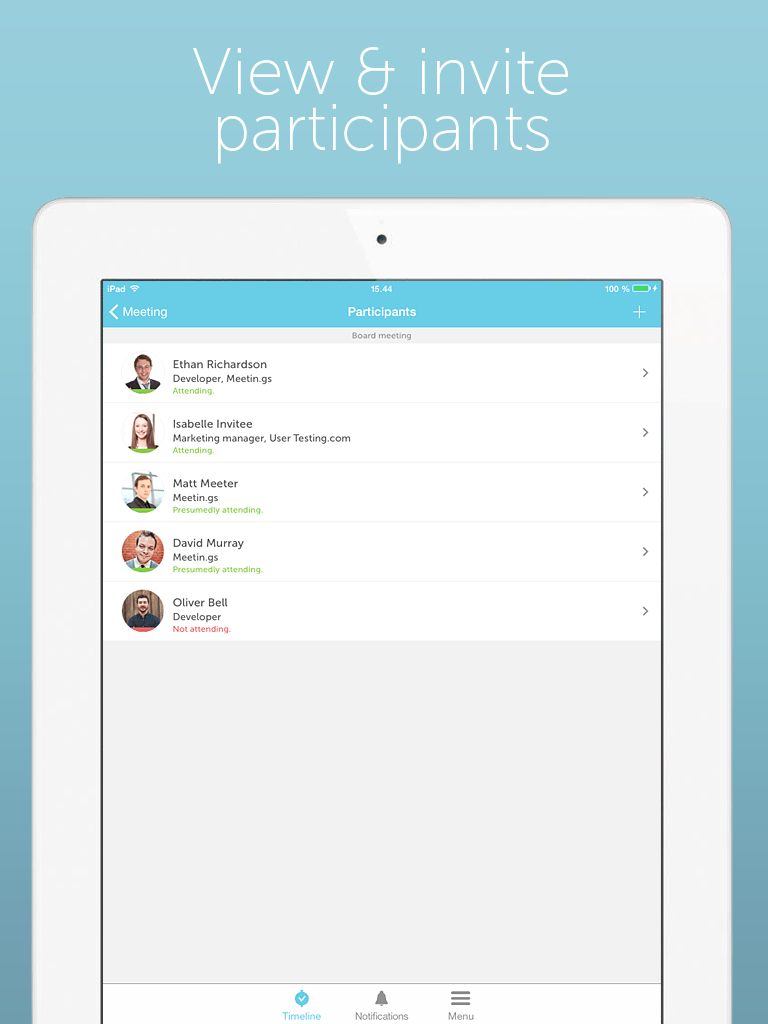 View & invite
participants
iPad 15.44 100 %
Meeting Participants
Board meeting
Ethan Richardson
Developer, Meetin.gs
Attending.
Isabelle Invitee
Marketing manager, User Testing.com
Attending.
Matt Meeter
Meetin.gs
Presumedly attending.
David Murray
Meetin.gs
Presumedly attending.
Oliver Bell
Developer
Not attending.
Timeline Notifications Menu